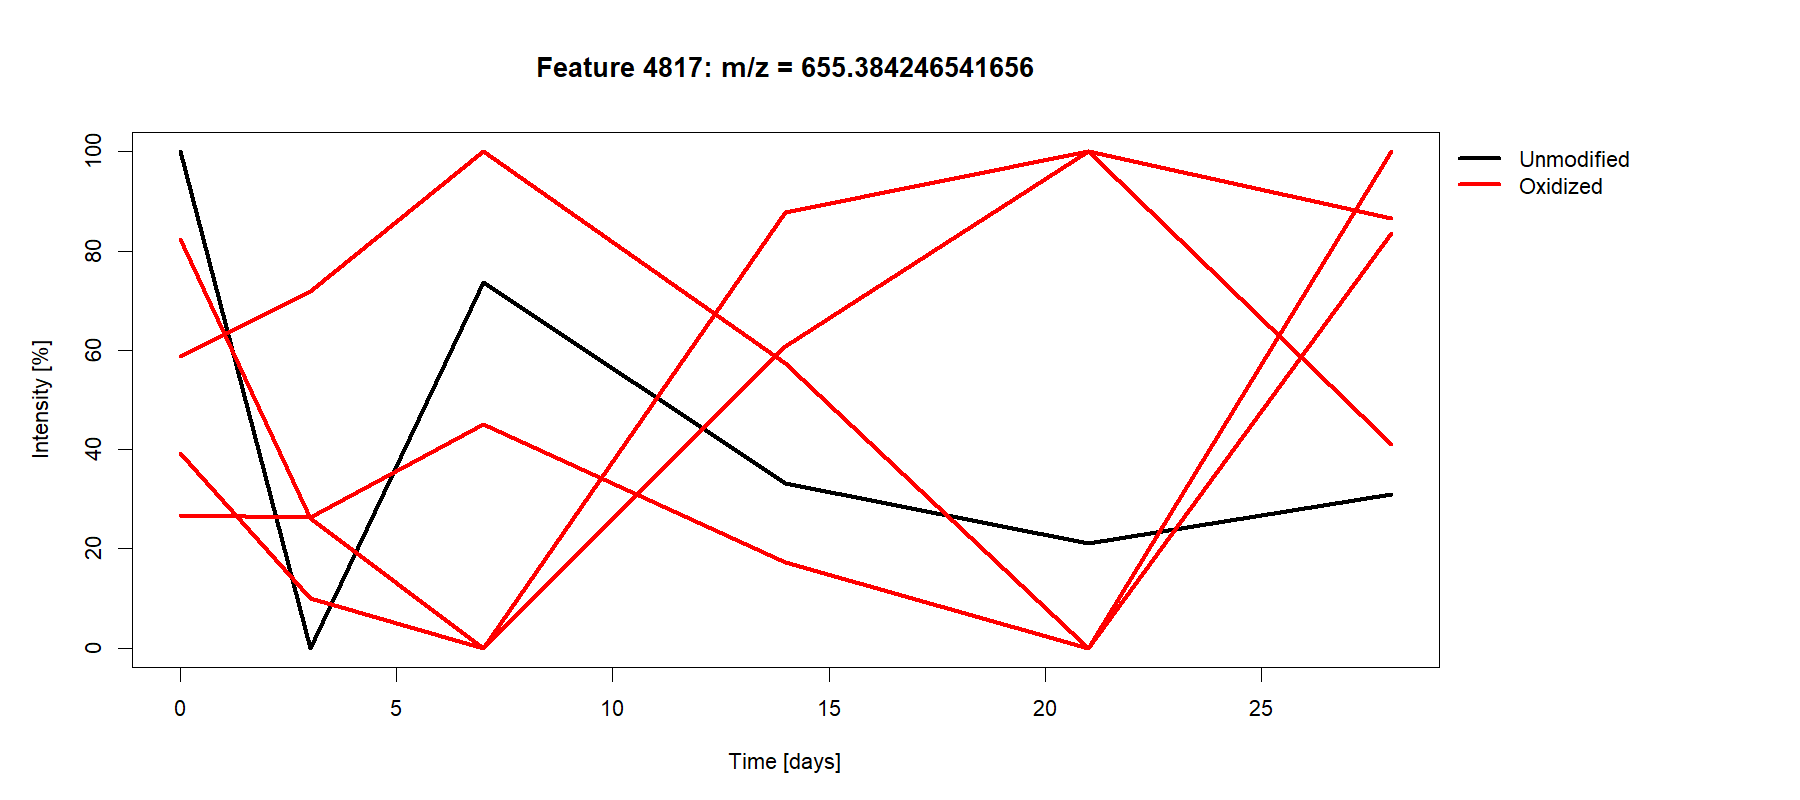 Feature 4817: m/z = 655.384246541656
100
80
60
40
20
0
Intensity [%]
0 5 10 15 20 25
Time [days]
Unmodified
Oxidized